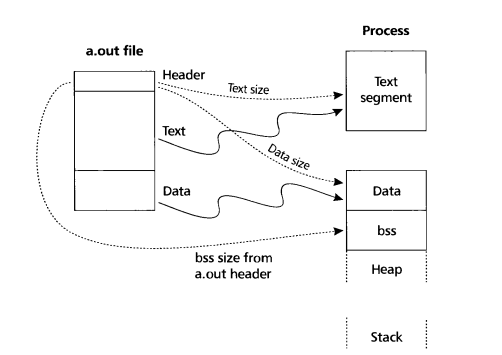 Process
a.out file
Header
Text size
Text
segment
Text
Data size
Data
Data
bss
bss size from
a.out header
Heap
Stack